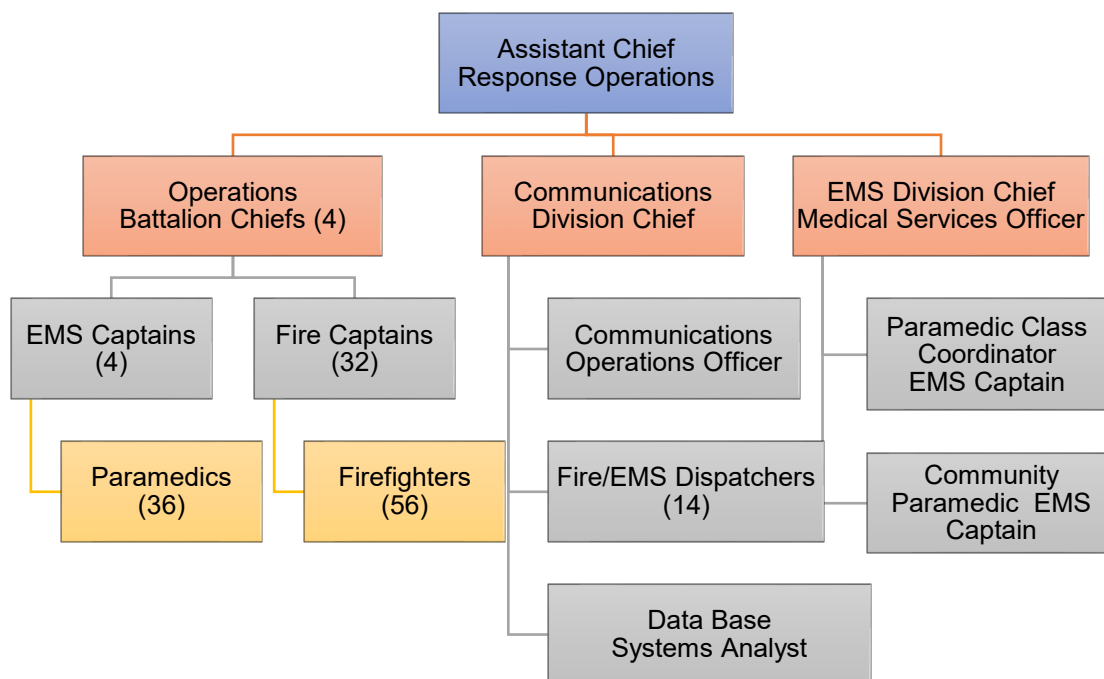 Assistant Chief
Response Operations
Operations
Battalion Chiefs (4)
Communications
Division Chief
EMS Division Chief
Medical Services Officer
EMS Captains
(4)
Fire Captains
(32)
Communications
Operations Officer
Paramedic Class
Coordinator
EMS Captain
Paramedics
(36)
Firefighters
(56)
Fire/EMS Dispatchers
(14)
Community
Paramedic EMS
Captain
Data Base
Systems Analyst